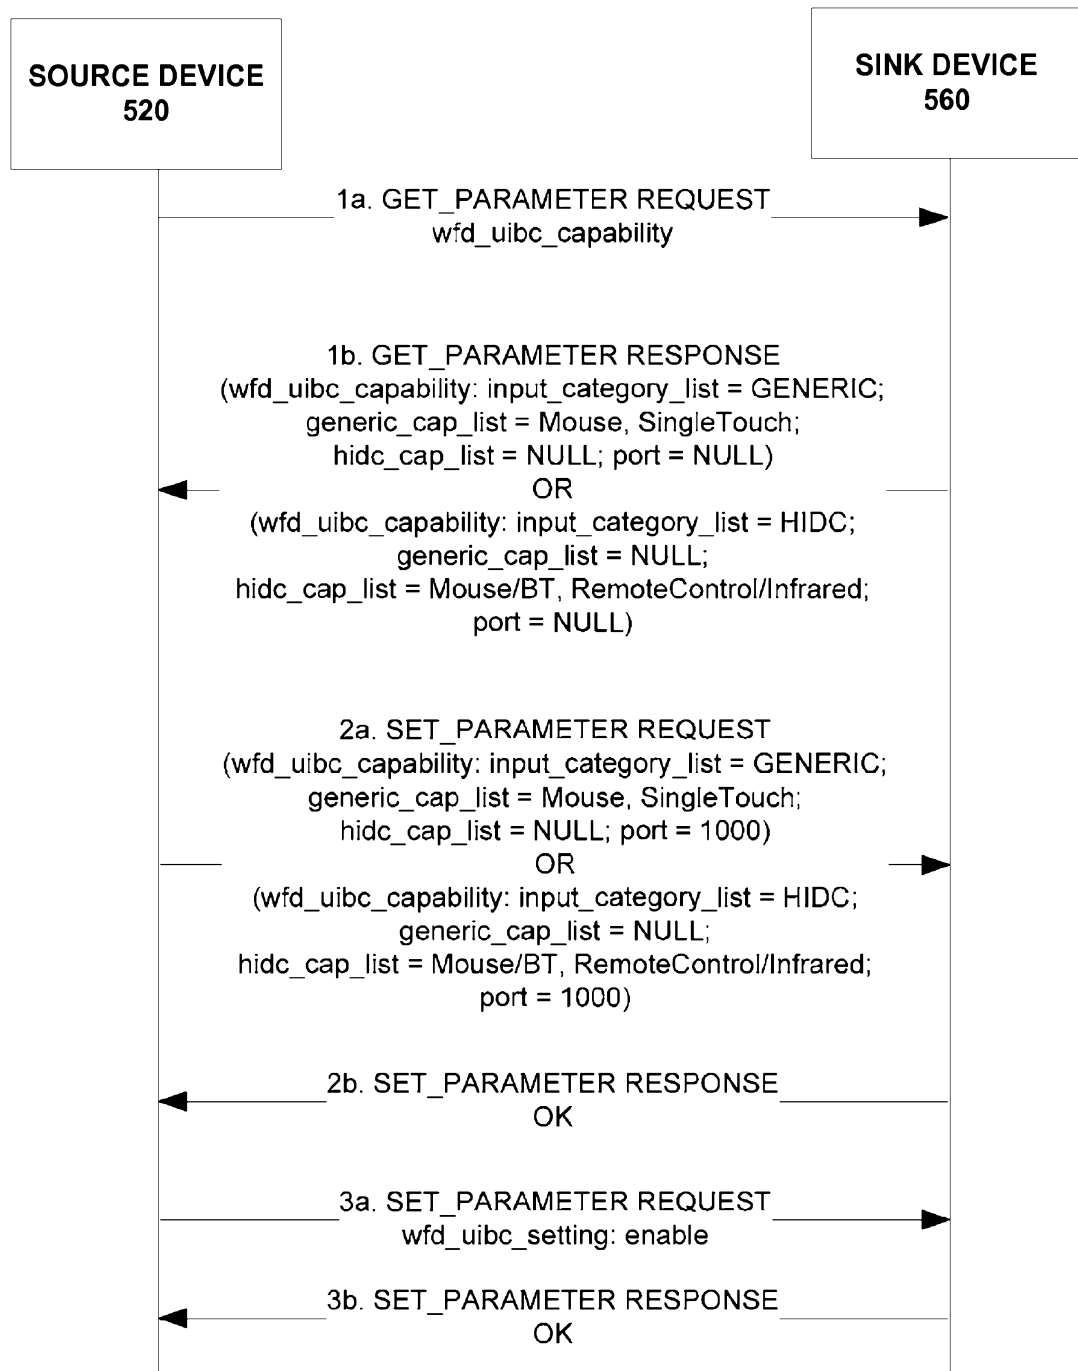 SOURCE DEVICE
520
SINK DEVICE
560
1a. GET_PARAMETER REQUEST
wfd_uibc_capability
1b. GET_PARAMETER RESPONSE
(wfd_uibc_capability: input_category_list = GENERIC;
generic_cap_list = Mouse, SingleTouch;
hidc_cap_list = NULL; port = NULL)
OR
(wfd_uibc_capability: input_category_list = HIDC;
generic_cap_list = NULL;
hidc_cap_list = Mouse/BT, RemoteControl/Infrared;
port = NULL)
2a. SET_PARAMETER REQUEST
(wfd_uibc_capability: input_category_list = GENERIC;
generic_cap_list = Mouse, SingleTouch;
hidc_cap_list = NULL; port = 1000)
OR
(wfd_uibc_capability: input_category_list = HIDC;
generic_cap_list = NULL;
hidc_cap_list = Mouse/BT, RemoteControl/Infrared;
port = 1000)
2b. SET_PARAMETER RESPONSE
OK
3a. SET_PARAMETER REQUEST
wfd_uibc_setting: enable
3b. SET_PARAMETER RESPONSE
OK